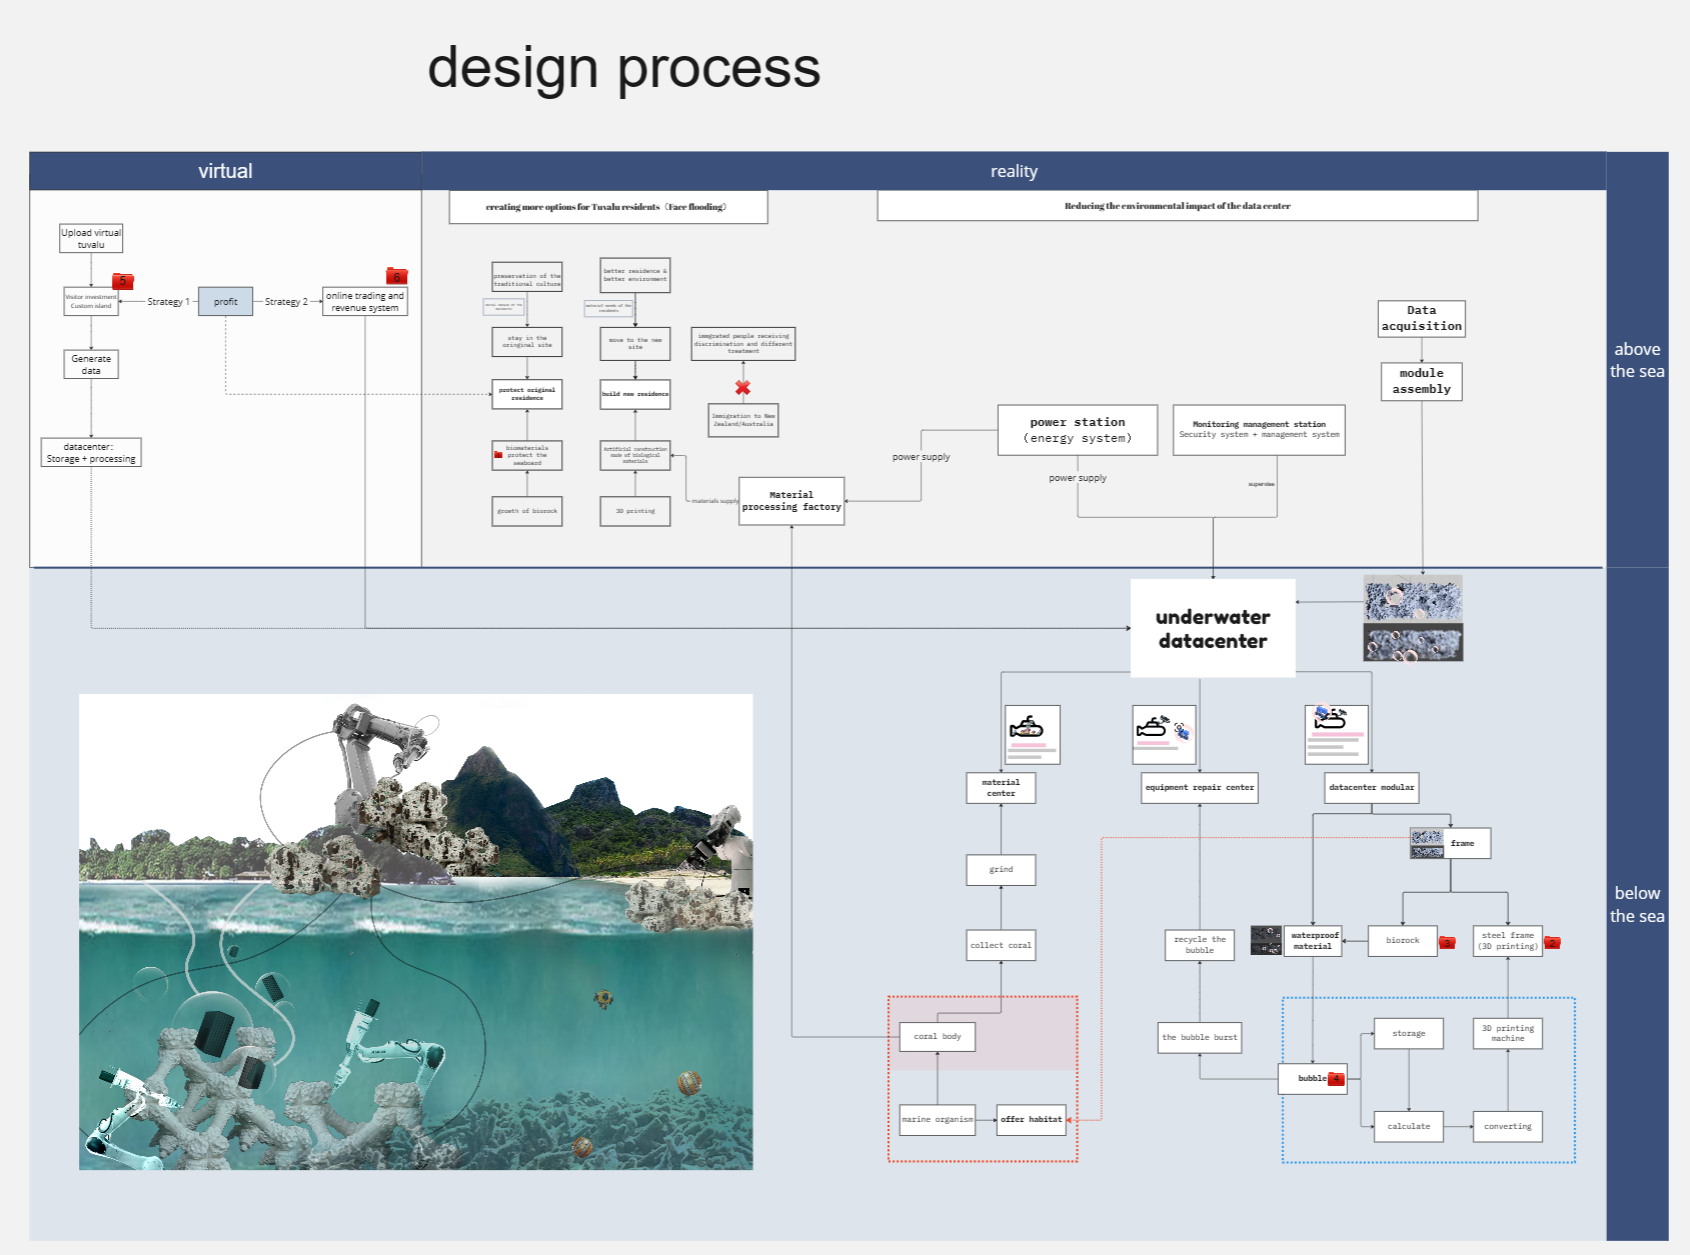 design process
virtual
reality
creating more options for Tuvalu residents（Face flooding）
Reducing the environmental impact of the data center
above
the sea
below
the sea
Upload virtual
tuvalu
5
Visitor investment
Custom island
Strategy 1
profit
Strategy 2
6
online trading and
revenue system
Generate
data
datacenter:
Storage + processing
preservation of the
traditional culture
stay in the
oringinal site
protect original
residence
biomaterials
protect the
seaboard
growth of biorock
better residence &
better environment
material needs of the
residents
move to the new
site
build new residence
Artificial construction
made of biological
materials
3D printing
immgrated people receiving
discrimination and different
treatment
Immigration to New
Zealand/Australia
materials supply
Material
processing factory
power supply
power station
(energy system)
power supply
Monitoring management station
Security system + management system
supervise
Data
acquisition
module
assembly
underwater
datacenter
material
center
equipment repair center
datacenter modular
grind
frame
collect coral
recycle the
bubble
waterproof
material
biorock
3
steel frame
(3D printing)
2
coral body
the bubble burst
storage
3D printing
machine
bubble
4
marine organism
offer habitat
calculate
converting